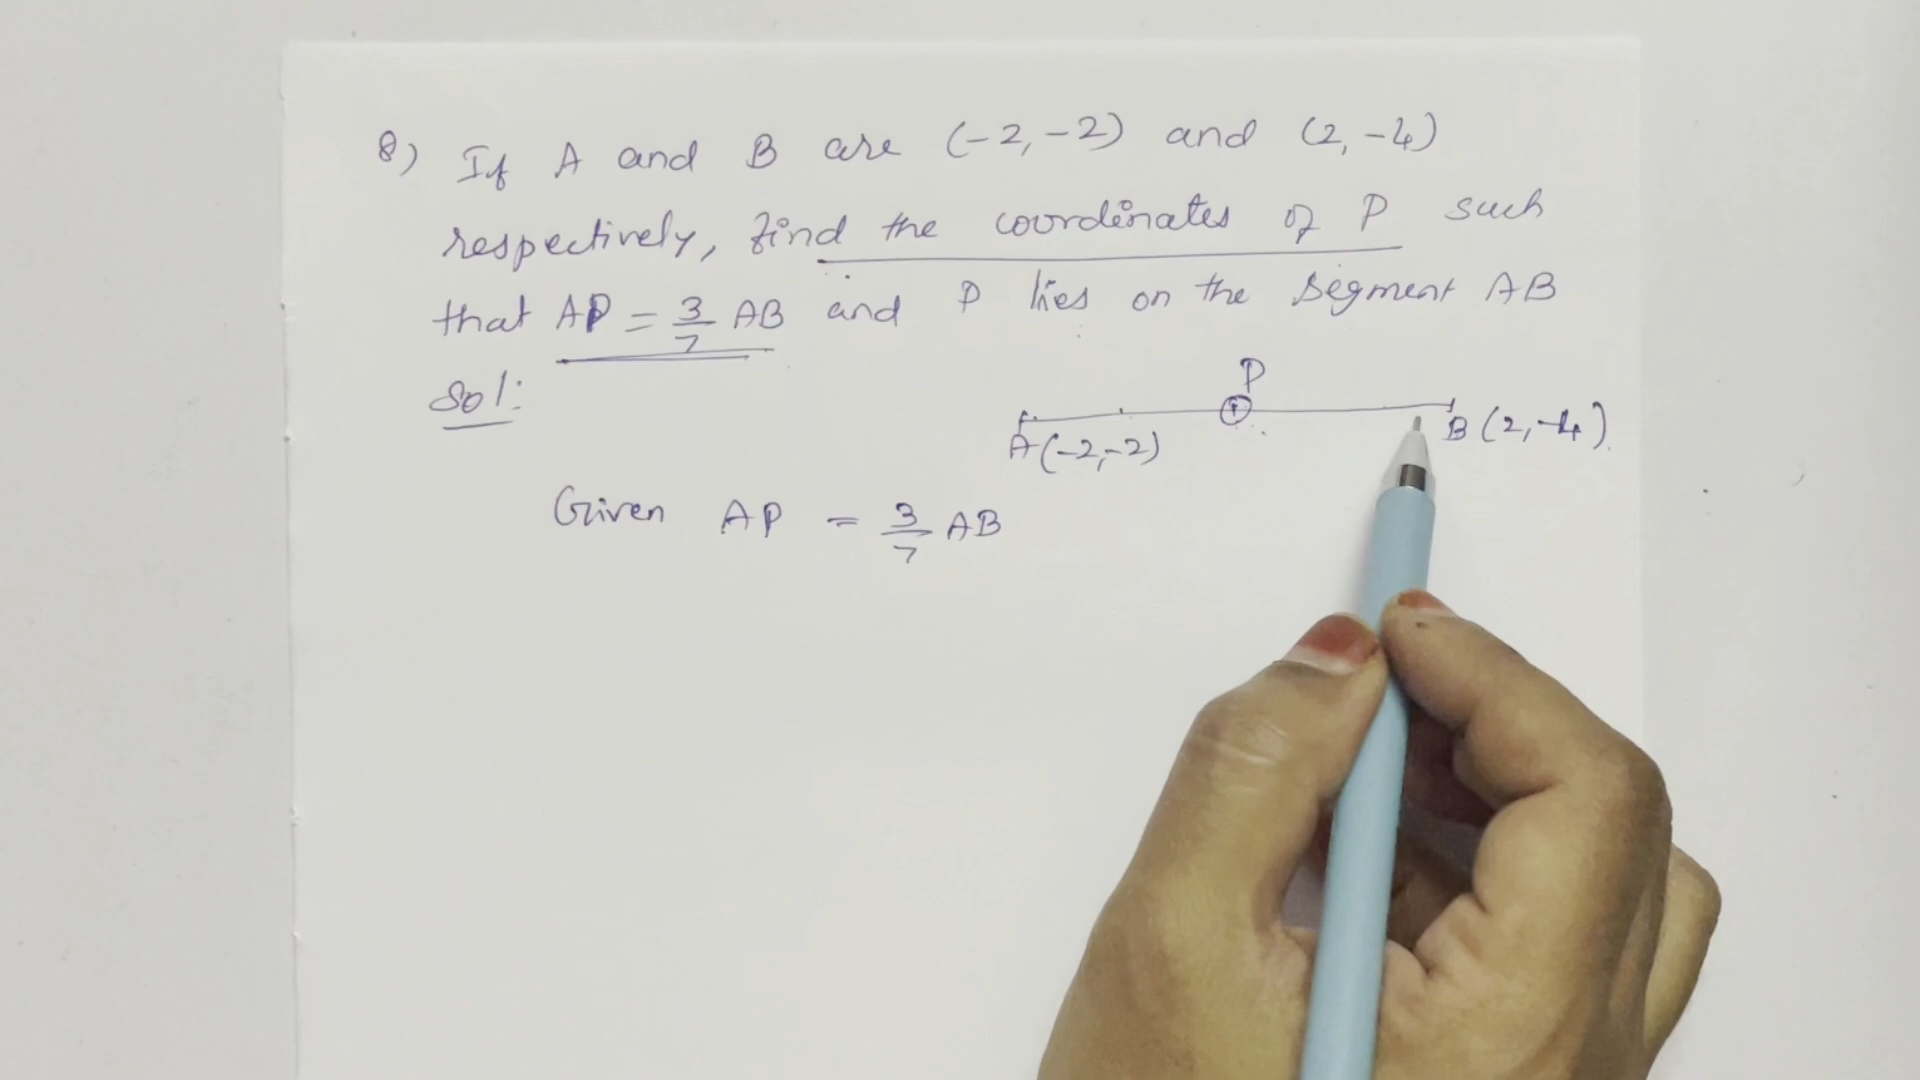 8) If A and B are (-2,-2) and (2,-4)
respectively, find the coordinates of P such
that AP = 3/7 AB and P lies on the segment AB
Sol:
P
A(-2,-2) B(2,-4)
Given AP = 3/7 AB